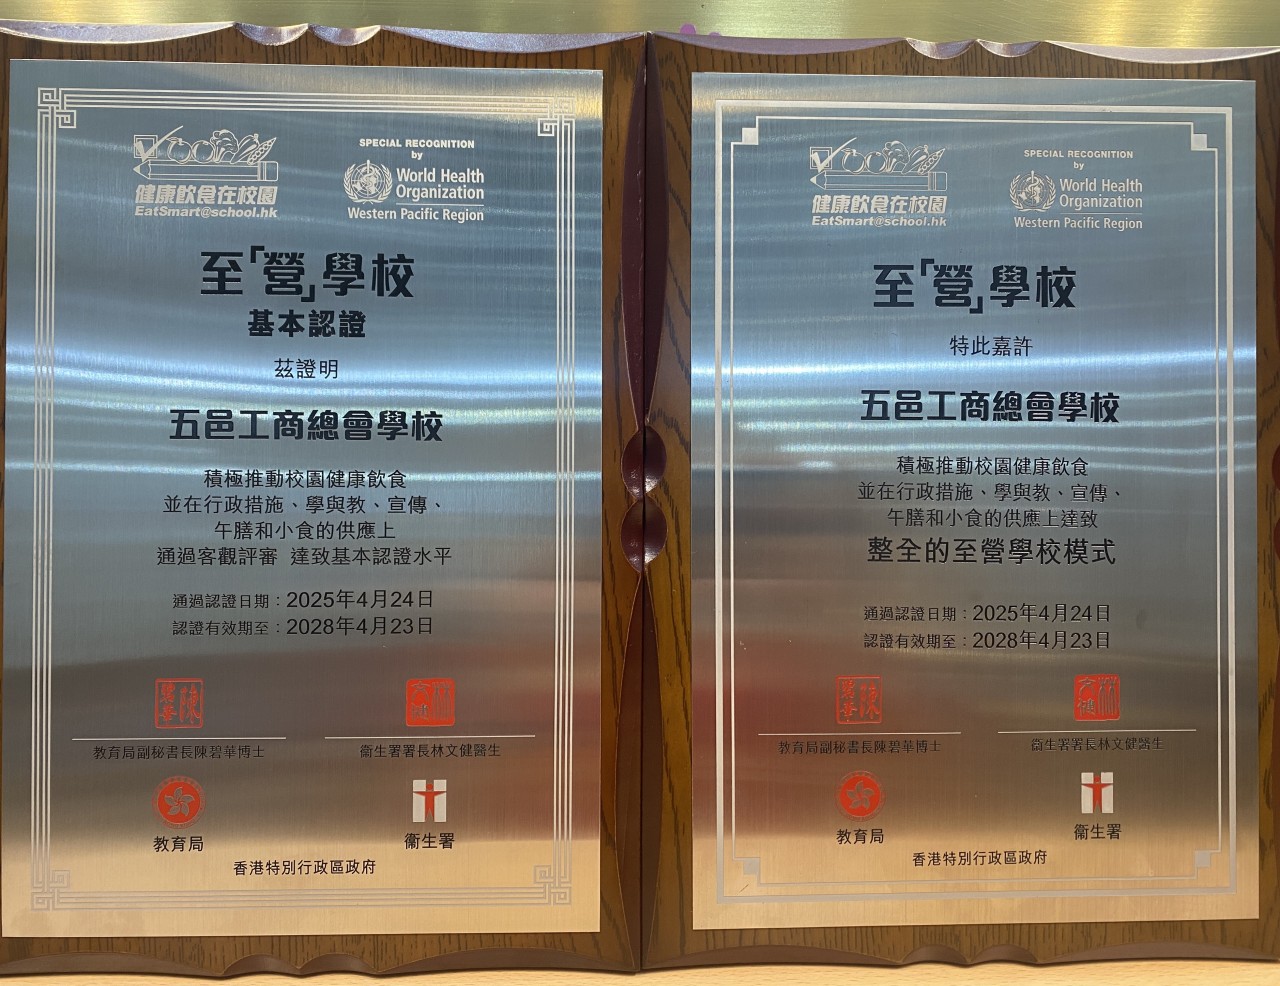 健康飲食在校園
EatSmart@school.hk
SPECIAL RECOGNITION
by
World Health
Organization
Western Pacific Region
至「營」學校
基本認證
茲證明
五邑工商總會學校
積極推動校園健康飲食
並在行政措施、學與教、宣傳、
午膳和小食的供應上
通過客觀評審 達致基本認證水平
通過認證日期：2025年4月24日
認證有效期至：2028年4月23日
陳碧華
林文健
教育局副秘書長陳碧華博士
衞生署署長林文健醫生
教育局
衞生署
香港特別行政區政府
健康飲食在校園
EatSmart@school.hk
SPECIAL RECOGNITION
by
World Health
Organization
Western Pacific Region
至「營」學校
特此嘉許
五邑工商總會學校
積極推動校園健康飲食
並在行政措施、學與教、宣傳、
午膳和小食的供應上達致
整全的至營學校模式
通過認證日期：2025年4月24日
認證有效期至：2028年4月23日
陳碧華
林文健
教育局副秘書長陳碧華博士
衞生署署長林文健醫生
教育局
衞生署
香港特別行政區政府